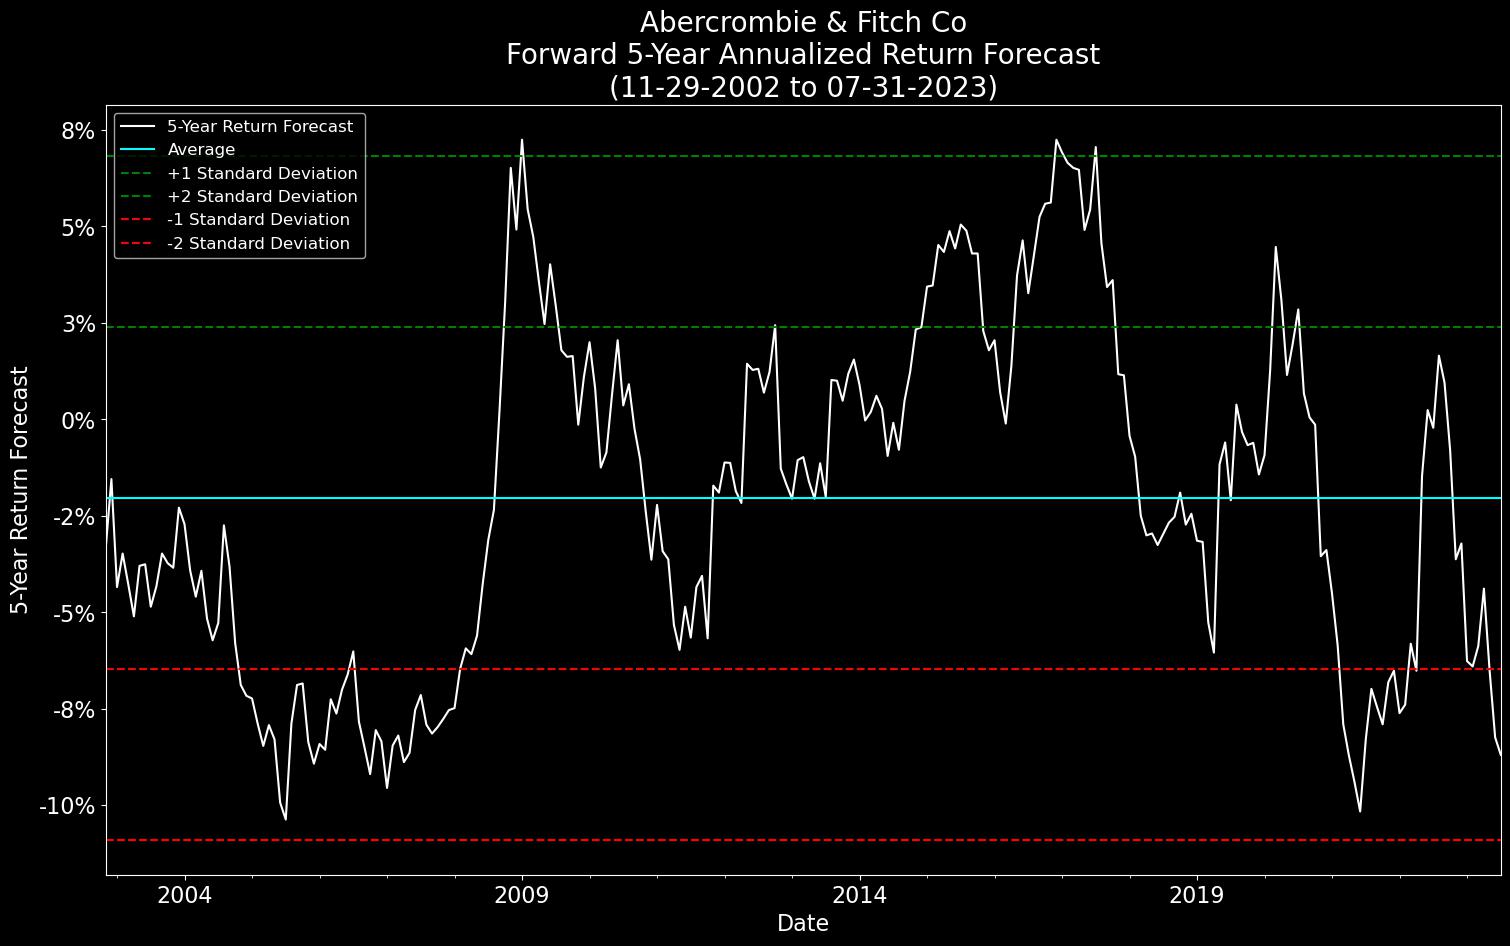 Abercrombie & Fitch Co
Forward 5-Year Annualized Return Forecast
(11-29-2002 to 07-31-2023)
5-Year Return Forecast
Average
+1 Standard Deviation
+2 Standard Deviation
-1 Standard Deviation
-2 Standard Deviation
8%
5%
3%
0%
-2%
-5%
-8%
-10%
5-Year Return Forecast
2004
2009
2014
2019
Date